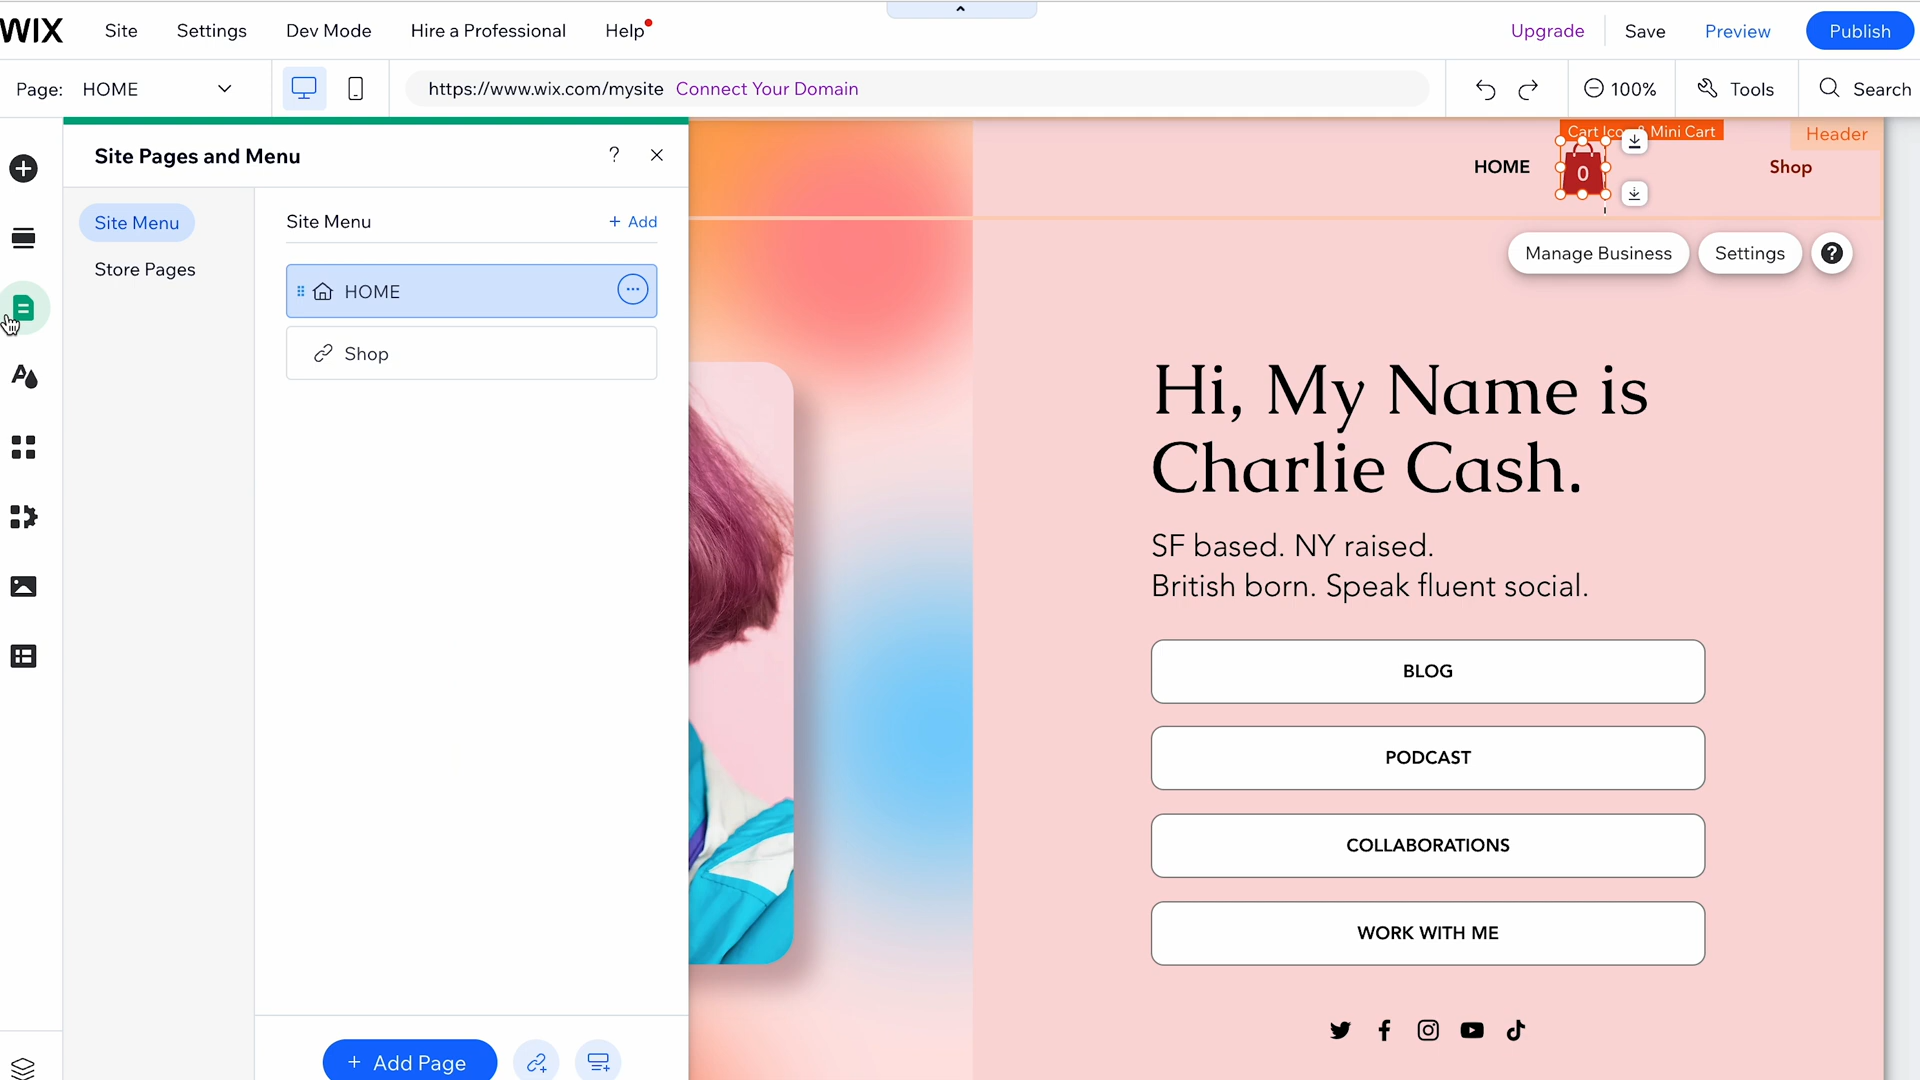 WIX
Site
Settings
Dev Mode
Hire a Professional
Help
Upgrade
Save
Preview
Publish
Page: HOME
https://www.wix.com/mysite Connect Your Domain
100%
Tools
Search
Site Pages and Menu
?
Site Menu
Store Pages
Site Menu
+ Add
HOME
Shop
+ Add Page
Mini Cart
Header
HOME
0
Shop
Manage Business
Settings
?
Hi, My Name is
Charlie Cash.
SF based. NY raised.
British born. Speak fluent social.
BLOG
PODCAST
COLLABORATIONS
WORK WITH ME